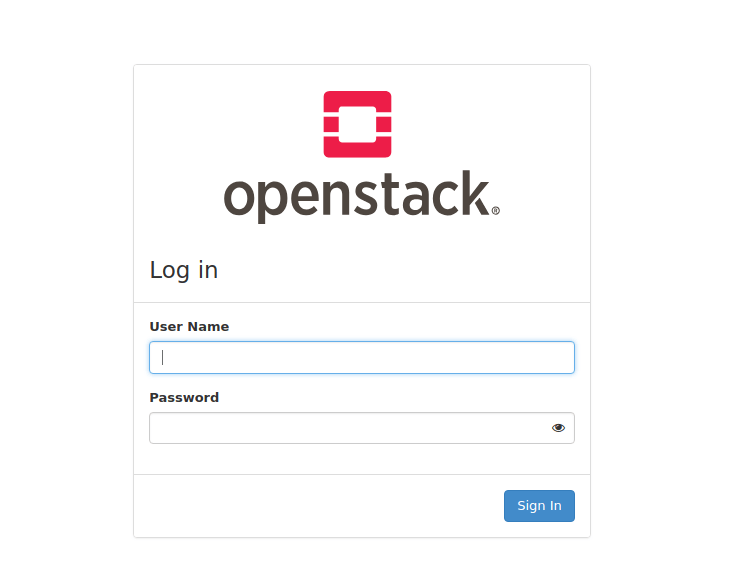 openstack.®
Log in
User Name
Password
Sign In